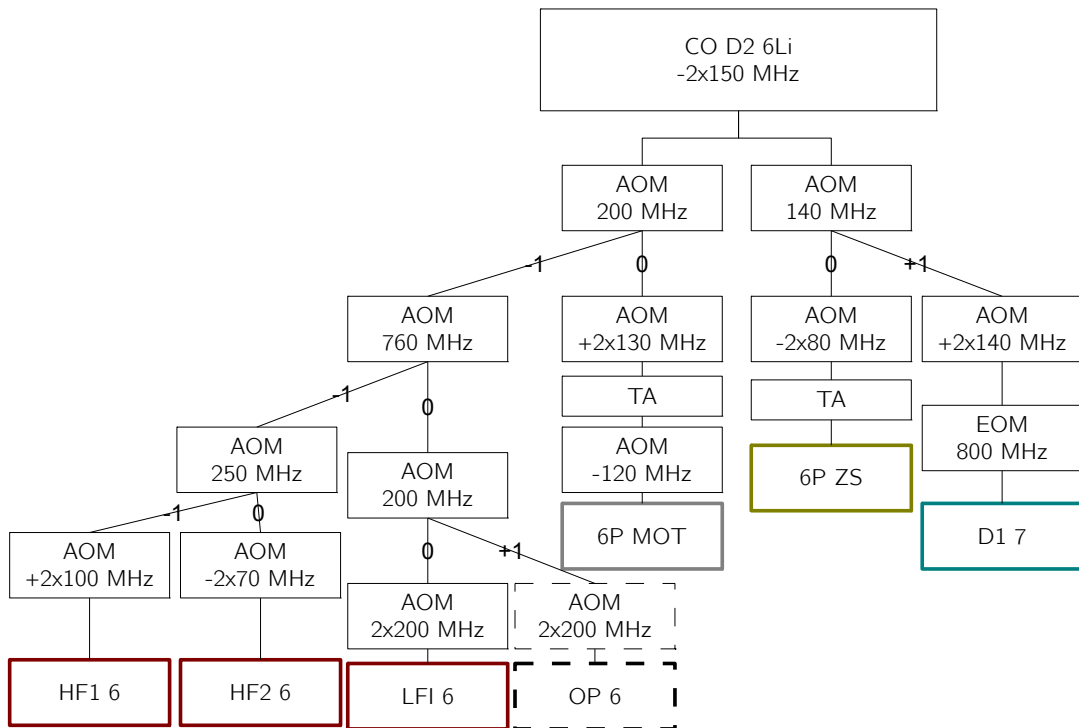 CO D2 6Li
-2x150 MHz
AOM
200 MHz
AOM
140 MHz
-1
0
0
+1
AOM
760 MHz
AOM
+2x130 MHz
AOM
-2x80 MHz
AOM
+2x140 MHz
TA
TA
-1
0
AOM
250 MHz
AOM
200 MHz
AOM
-120 MHz
6P ZS
EOM
800 MHz
-1
0
6P MOT
D1 7
AOM
+2x100 MHz
AOM
-2x70 MHz
0
+1
AOM
2x200 MHz
AOM
2x200 MHz
HF1 6
HF2 6
LFI 6
OP 6